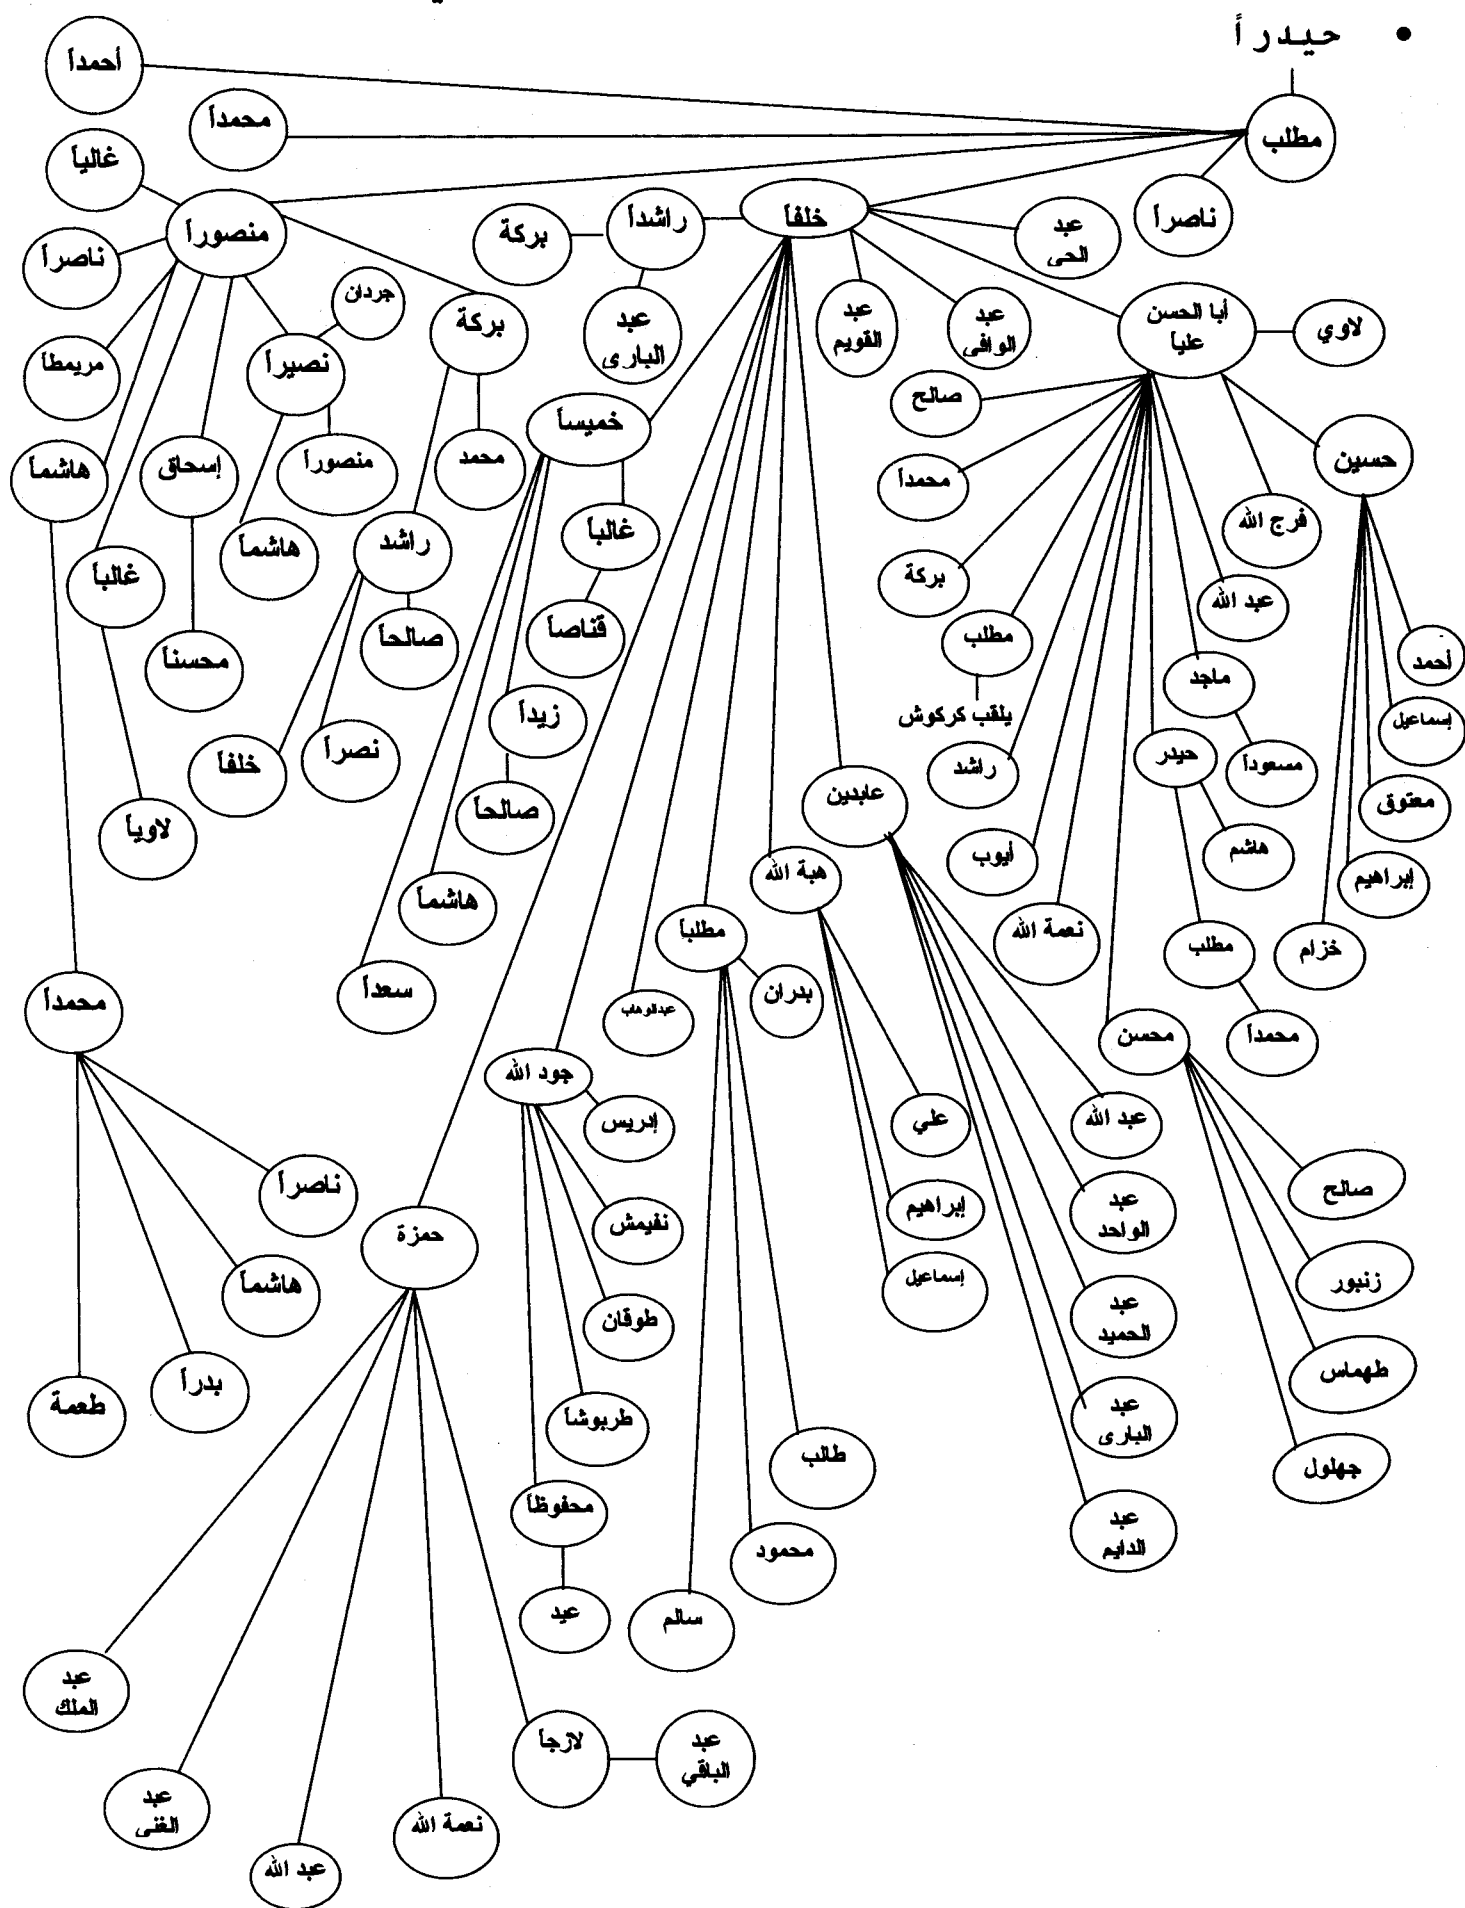 • حيدراً
مطلب
ناصراً
أحمداً
محمداً
غالياً
منصوراً
ناصراً
مريمطا
هاشماً
غالباً
لاوياً
إسحاق
محسناً
نصيراً
جردان
منصوراً
هاشماً
بركة
محمد
راشد
صالحاً
نصراً
خلفاً
محمداً
ناصراً
هاشماً
بدراً
طعمة
خلفاً
راشداً
بركة
عبد
البارى
عبد
القويم
عبد
الوافى
عبد
الحى
أبا الحسن
علياً
لاوي
حسين
أحمد
إسماعيل
معتوق
إبراهيم
خزام
فرج الله
عبد الله
ماجد
مسعوداً
حيدر
هاشم
مطلب
محمداً
صالح
محمداً
بركة
مطلب
يلقب كركوش
راشد
أيوب
نعمة الله
محسن
صالح
زنبور
طهماس
جهلول
خميساً
غالباً
قناصاً
زيداً
صالحاً
هاشماً
سعداً
عابدين
عبد الله
عبد
الواحد
عبد
الحميد
عبد
البارى
عبد
الدايم
هبة الله
علي
إبراهيم
إسماعيل
مطلباً
بدران
طالب
محمود
سالم
عبدالوهاب
جود الله
إدريس
نفيمش
طوقان
طربوشاً
محفوظاً
عيد
حمزة
عبد
الملك
عبد
الغنى
عبد الله
نعمة الله
لازجاً
عبد
الباقي